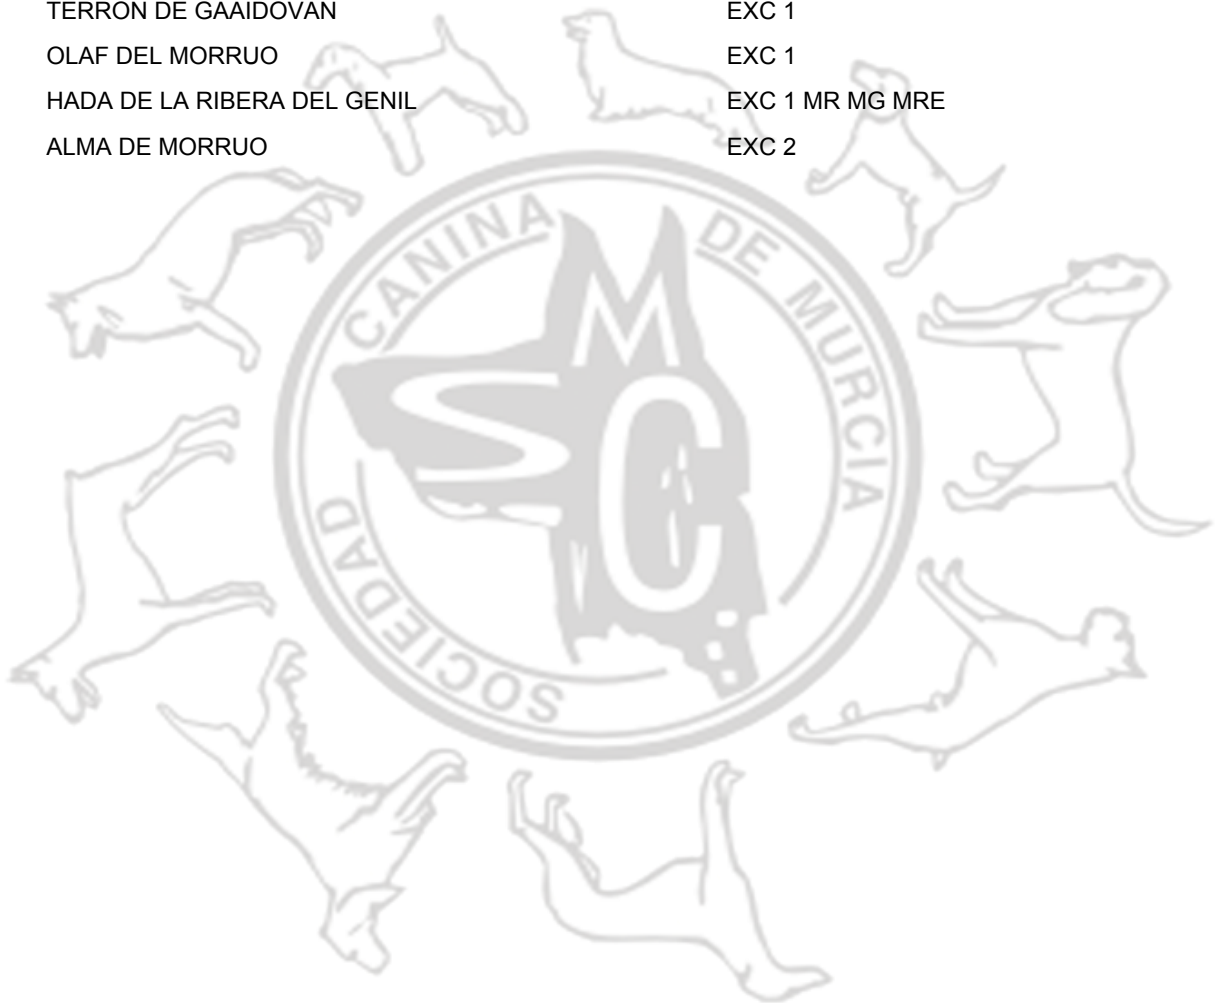 TERRON DE GAAIDOVAN EXC 1
OLAF DEL MORRUO EXC 1
HADA DE LA RIBERA DEL GENIL EXC 1 MR MG MRE
ALMA DE MORRUO EXC 2
SOCIEDAD CANINA DE MURCIA
M
S
C